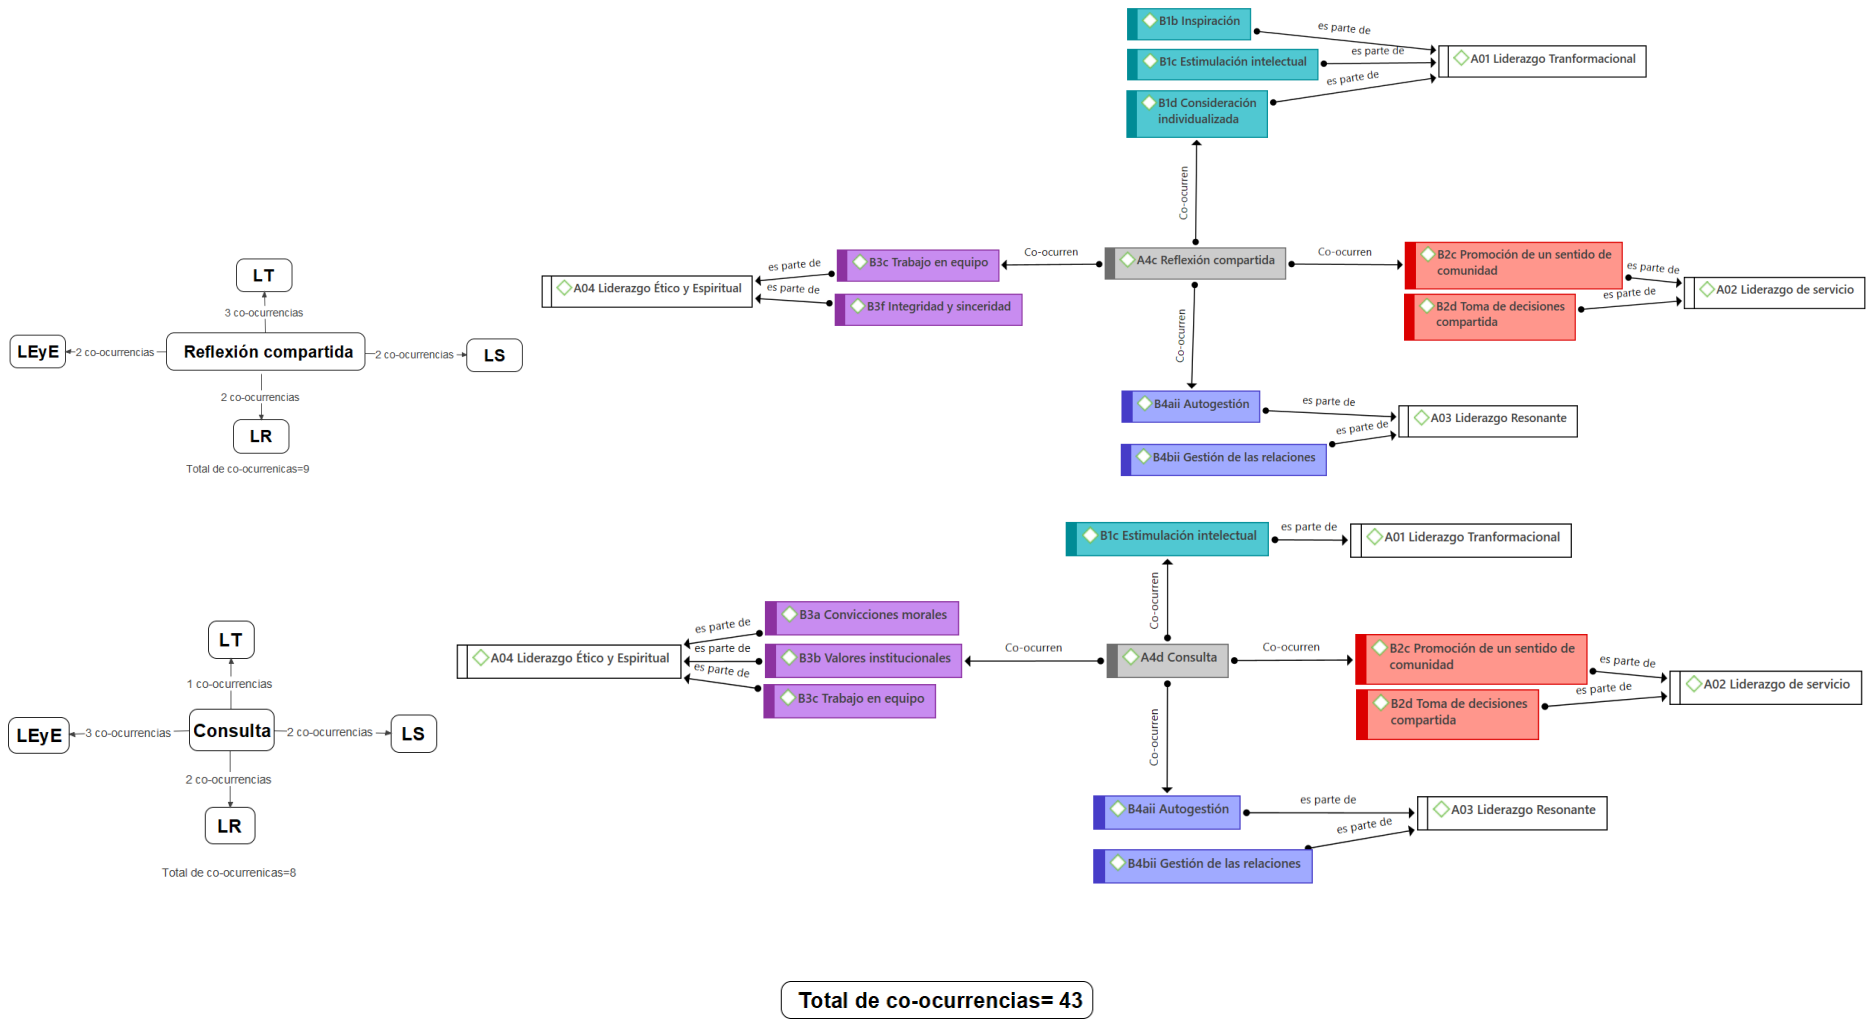 B1b Inspiración
es parte de
B1c Estimulación intelectual
es parte de
A01 Liderazgo Tranformacional
es parte de
B1d Consideración
individualizada
Co-ocurren
LT
3 co-ocurrencias
LEyE
2 co-ocurrencias
Reflexión compartida
2 co-ocurrencias
LS
2 co-ocurrencias
LR
Total de co-ocurrenicas=9
A04 Liderazgo Ético y Espiritual
es parte de
es parte de
B3c Trabajo en equipo
B3f Integridad y sinceridad
Co-ocurren
A4c Reflexión compartida
Co-ocurren
B2c Promoción de un sentido de
comunidad
B2d Toma de decisiones
compartida
es parte de
es parte de
A02 Liderazgo de servicio
Co-ocurren
B4aii Autogestión
es parte de
B4bii Gestión de las relaciones
es parte de
A03 Liderazgo Resonante
B1c Estimulación intelectual
es parte de
A01 Liderazgo Tranformacional
Co-ocurren
LT
1 co-ocurrencias
LEyE
3 co-ocurrencias
Consulta
2 co-ocurrencias
LS
2 co-ocurrencias
LR
Total de co-ocurrenicas=8
A04 Liderazgo Ético y Espiritual
es parte de
es parte de
es parte de
B3a Convicciones morales
B3b Valores institucionales
B3c Trabajo en equipo
Co-ocurren
A4d Consulta
Co-ocurren
B2c Promoción de un sentido de
comunidad
B2d Toma de decisiones
compartida
es parte de
es parte de
A02 Liderazgo de servicio
Co-ocurren
B4aii Autogestión
es parte de
B4bii Gestión de las relaciones
es parte de
A03 Liderazgo Resonante
Total de co-ocurrencias= 43